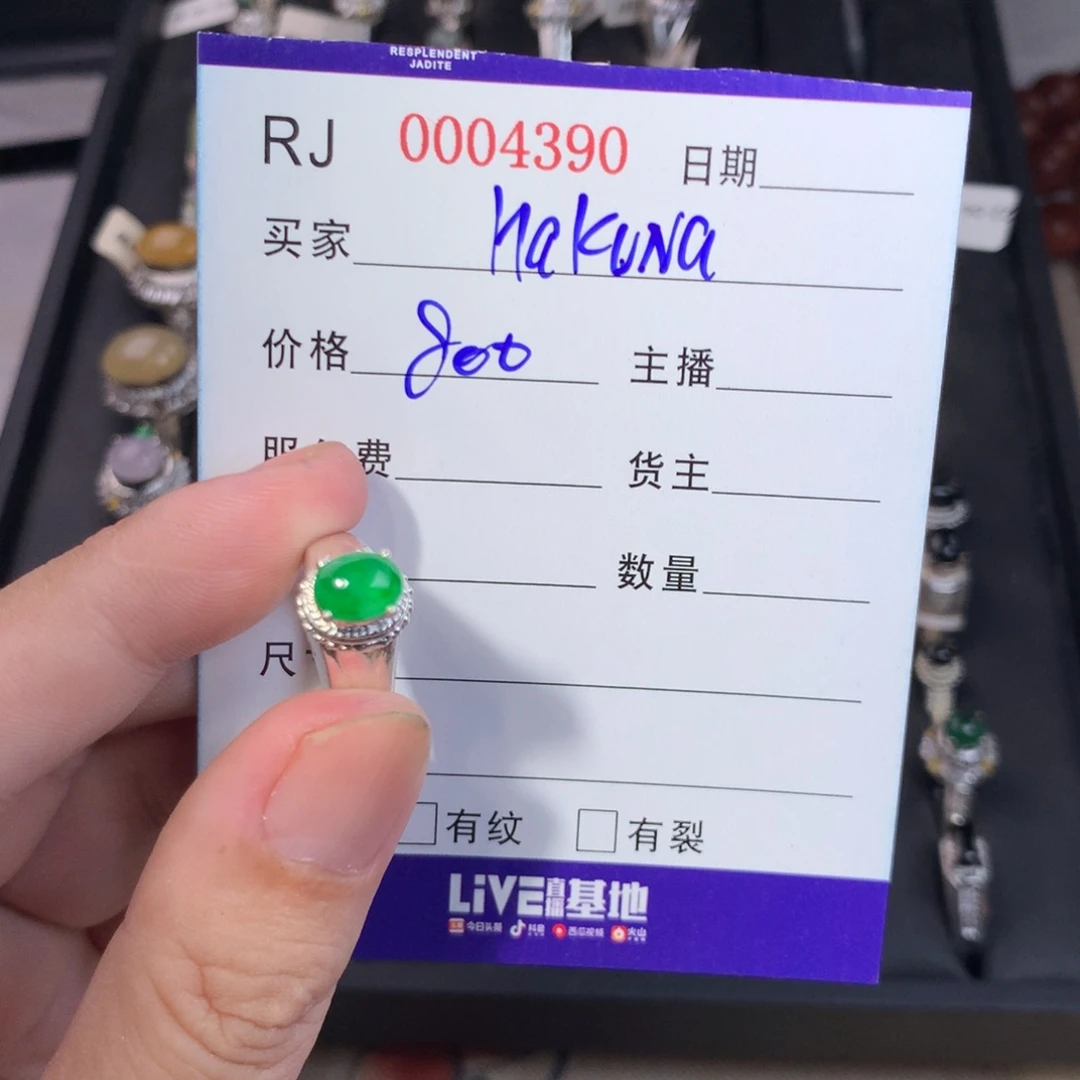 RESPLENDENT
JADITE
RJ 0004390 日期
买家 HaKuNa
价格 800 主播
费 货主
数量
尺
有纹 有裂
LiVE直播基地
今日头条 抖音 西瓜视频 火山